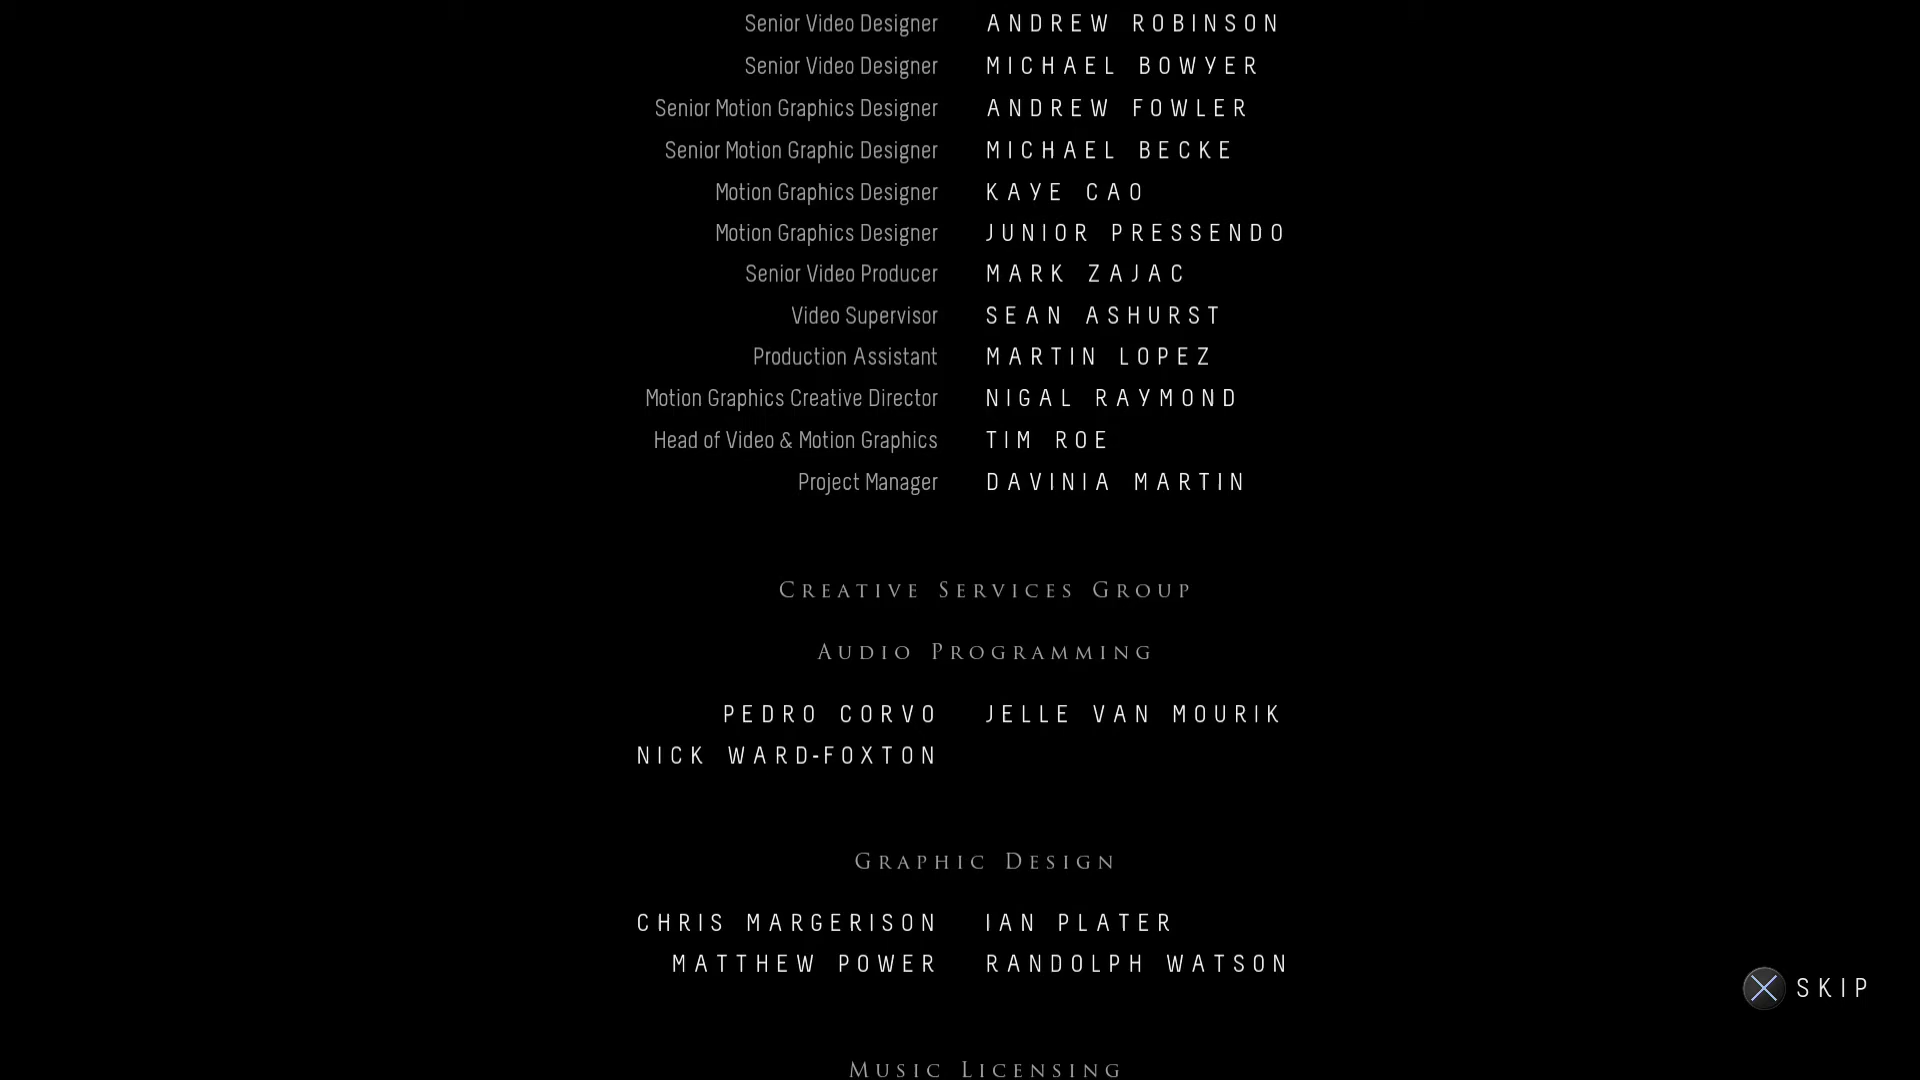 Senior Video Designer ANDREW ROBINSON
Senior Video Designer MICHAEL BOWYER
Senior Motion Graphics Designer ANDREW FOWLER
Senior Motion Graphic Designer MICHAEL BECKE
Motion Graphics Designer KAYE CAO
Motion Graphics Designer JUNIOR PRESSENDO
Senior Video Producer MARK ZAJAC
Video Supervisor SEAN ASHURST
Production Assistant MARTIN LOPEZ
Motion Graphics Creative Director NIGAL RAYMOND
Head of Video & Motion Graphics TIM ROE
Project Manager DAVINIA MARTIN
CREATIVE SERVICES GROUP
AUDIO PROGRAMMING
PEDRO CORVO JELLE VAN MOURIK
NICK WARD-FOXTON
GRAPHIC DESIGN
CHRIS MARGERISON IAN PLATER
MATTHEW POWER RANDOLPH WATSON
SKIP
MUSIC LICENSING